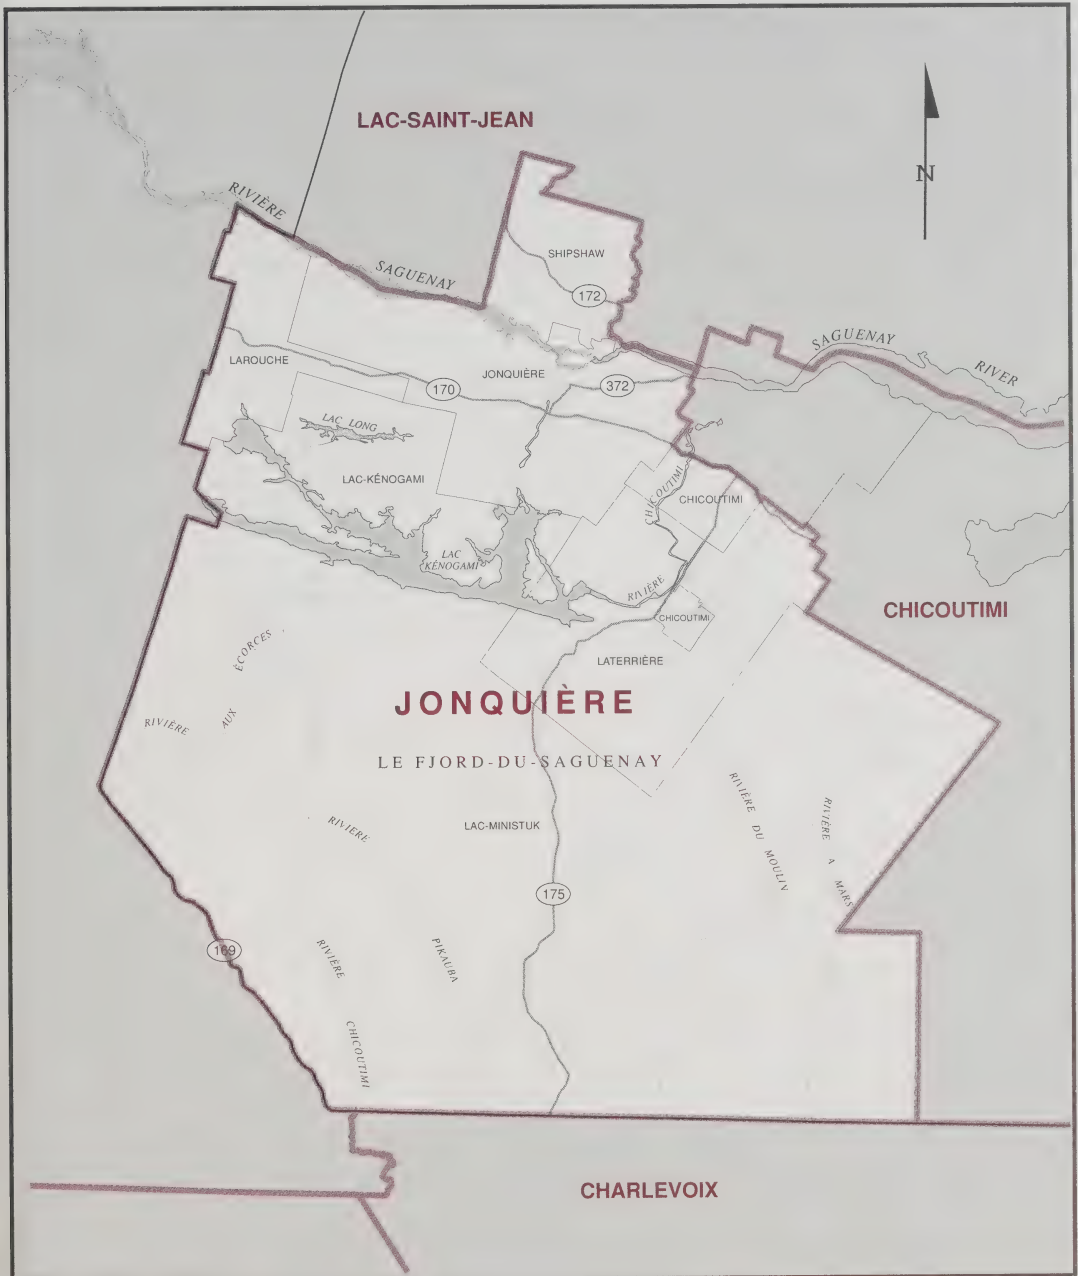 LAC-SAINT-JEAN
N
RIVIÈRE
SAGUENAY
SHIPSHAW
172
SAGUENAY
RIVER
LAROUCHE
JONQUIÈRE
170
372
LAC LONG
LAC-KÉNOGAMI
CHICOUTIMI
CHICOUTIMI
LAC
KÉNOGAMI
RIVIÈRE
CHICOUTIMI
CHICOUTIMI
LATERRIÈRE
ÉCORCES
AUX
RIVIÈRE
JONQUIÈRE
LE FJORD-DU-SAGUENAY
RIVIERE
LAC-MINISTUK
RIVIÈRE DU MOULIN
RIVIÈRE A MARS
175
169
RIVIÈRE
PIKAUBA
CHICOUTIMI
CHARLEVOIX